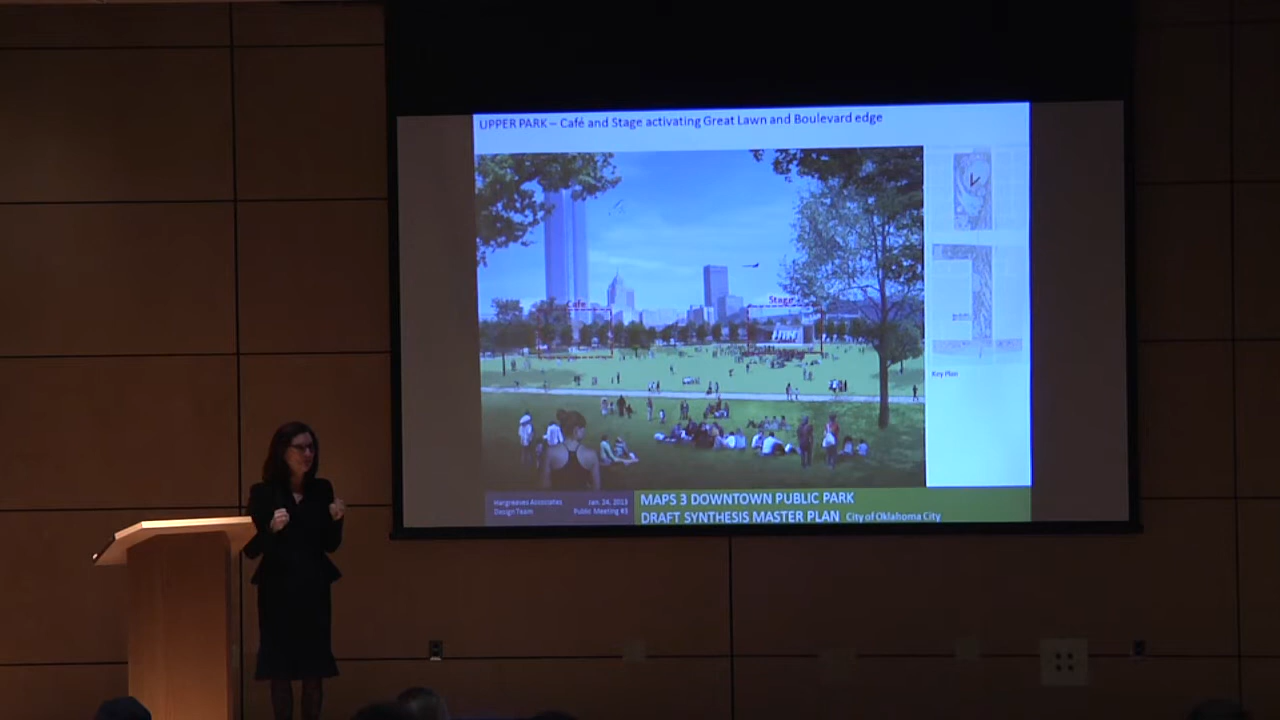 UPPER PARK – Café and Stage activating Great Lawn and Boulevard edge
Cafe
Stage
Key Plan
Hargreaves Associates
Design Team
Jan. 24, 2013
Public Meeting #3
MAPS 3 DOWNTOWN PUBLIC PARK
DRAFT SYNTHESIS MASTER PLAN City of Oklahoma City